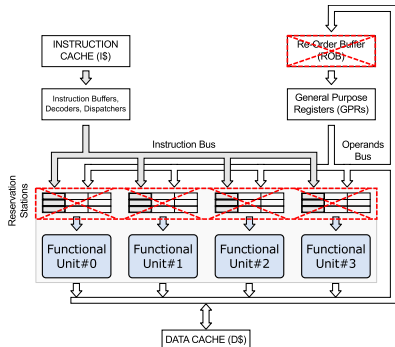 INSTRUCTION
CACHE (I$)
Re-Order Buffer
(ROB)
Instruction Buffers,
Decoders, Dispatchers
General Purpose
Registers (GPRs)
Instruction Bus
Operands
Bus
Reservation
Stations
Functional
Unit#0
Functional
Unit#1
Functional
Unit#2
Functional
Unit#3
DATA CACHE (D$)